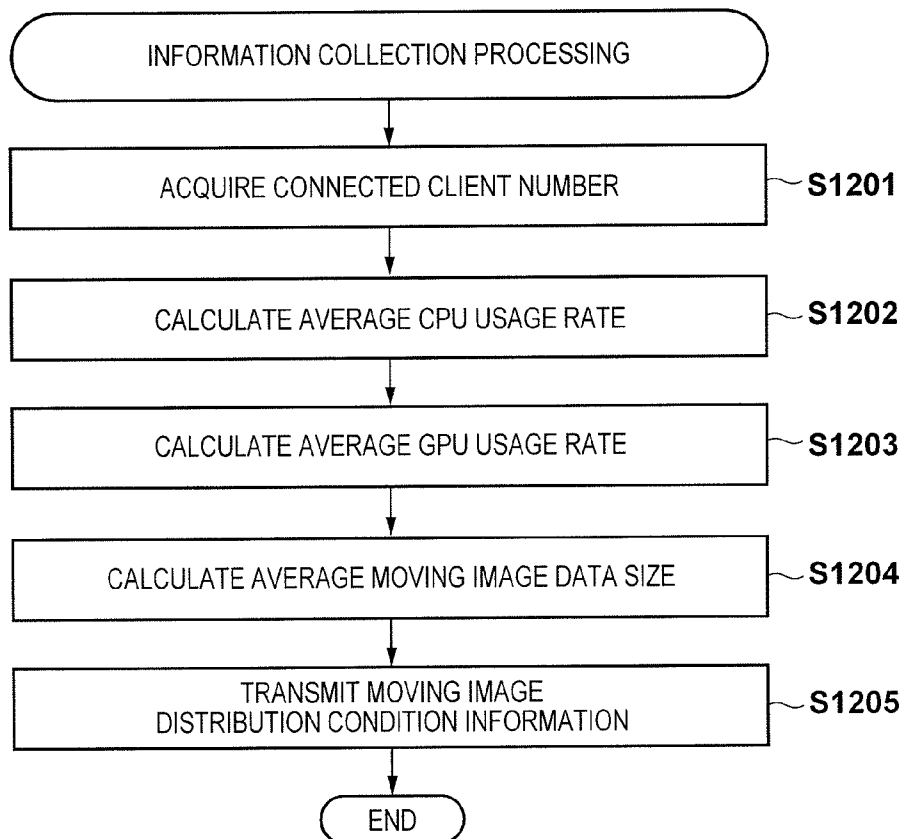 INFORMATION COLLECTION PROCESSING
ACQUIRE CONNECTED CLIENT NUMBER
S1201
CALCULATE AVERAGE CPU USAGE RATE
S1202
CALCULATE AVERAGE GPU USAGE RATE
S1203
CALCULATE AVERAGE MOVING IMAGE DATA SIZE
S1204
TRANSMIT MOVING IMAGE
DISTRIBUTION CONDITION INFORMATION
S1205
END